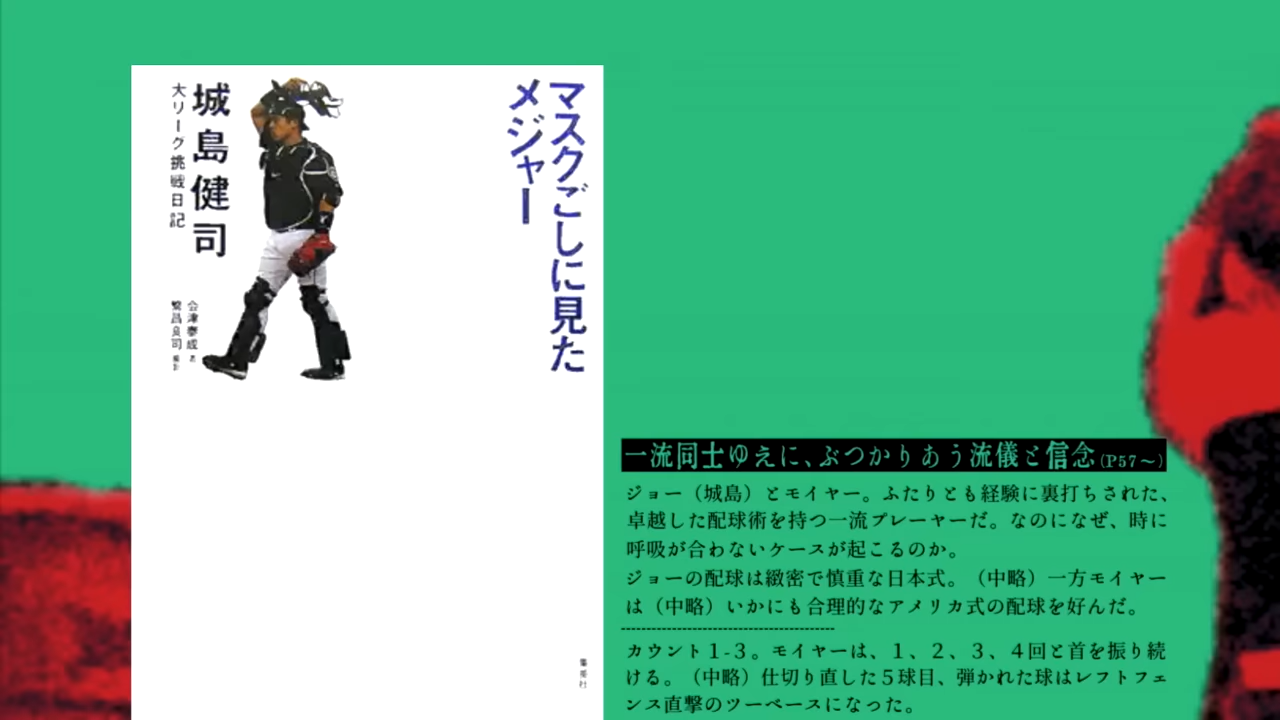 マスクごしに見た
メジャー
城島健司
大リーグ挑戦日記
会津泰成 著
集英社
一流同士ゆえに、ぶつかりあう流儀と信念(P57～)
ジョー（城島）とモイヤー。ふたりとも経験に裏打ちされた、
卓越した配球術を持つ一流プレーヤーだ。なのになぜ、時に
呼吸が合わないケースが起こるのか。
ジョーの配球は緻密で慎重な日本式。（中略）一方モイヤー
は（中略）いかにも合理的なアメリカ式の配球を好んだ。
カウント１-３。モイヤーは、１、２、３、４回と首を振り続
ける。（中略）仕切り直した５球目、弾かれた球はレフトフェ
ンス直撃のツーベースになった。